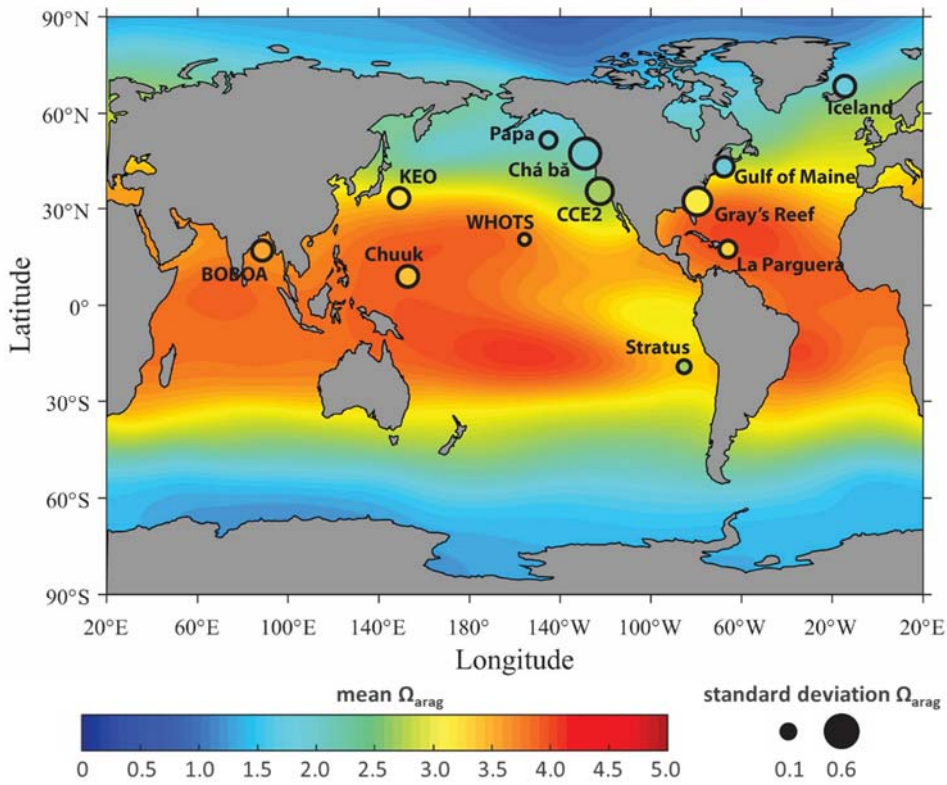 90°N
60°N
30°N
0°
30°S
60°S
90°S
Latitude
Iceland
Papa
Chá bă
Gulf of Maine
KEO
CCE2
Gray's Reef
WHOTS
Chuuk
BOBOA
La Parguera
Stratus
20°E 60°E 100°E 140°E 180° 140°W 100°W 60°W 20°W 20°E
Longitude
mean Ωarag
standard deviation Ωarag
0 0.5 1.0 1.5 2.0 2.5 3.0 3.5 4.0 4.5 5.0
0.1 0.6